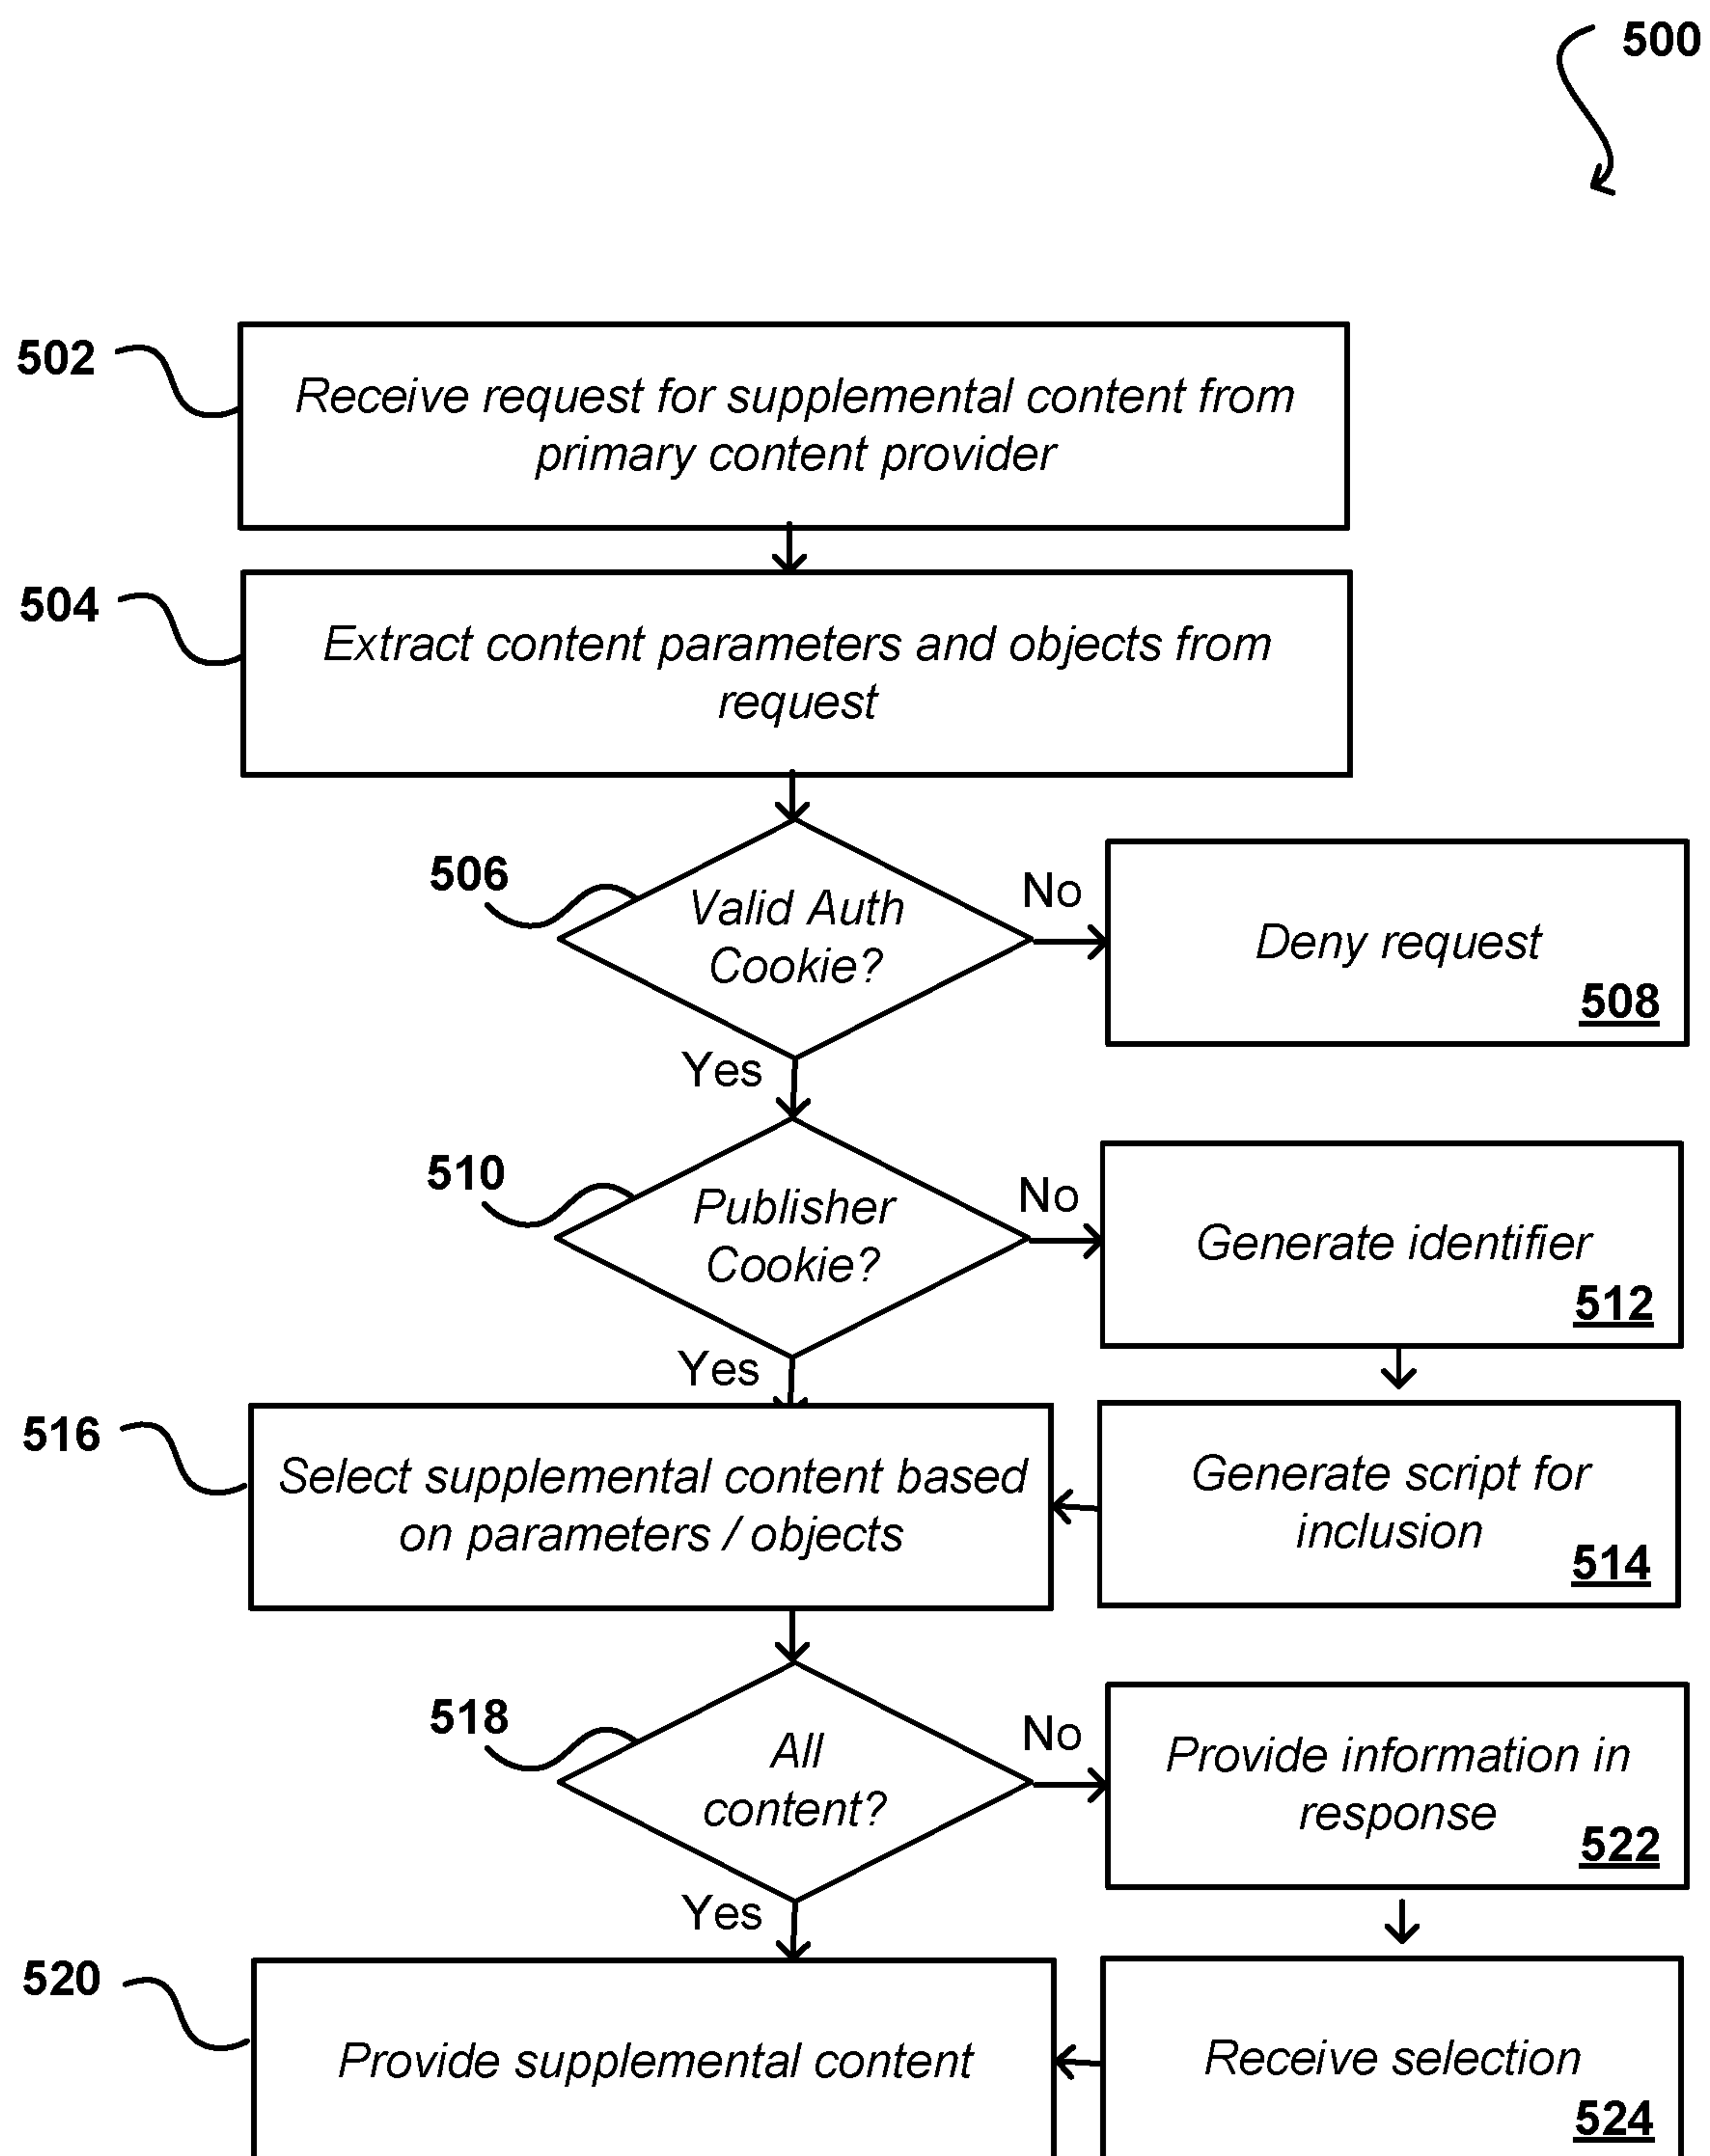 500
502
Receive request for supplemental content from
primary content provider
504
Extract content parameters and objects from
request
506
Valid Auth
Cookie?
No
Deny request
508
Yes
510
Publisher
Cookie?
No
Generate identifier
512
Yes
516
Select supplemental content based
on parameters / objects
Generate script for
inclusion
514
518
All
content?
No
Provide information in
response
522
Yes
520
Provide supplemental content
Receive selection
524